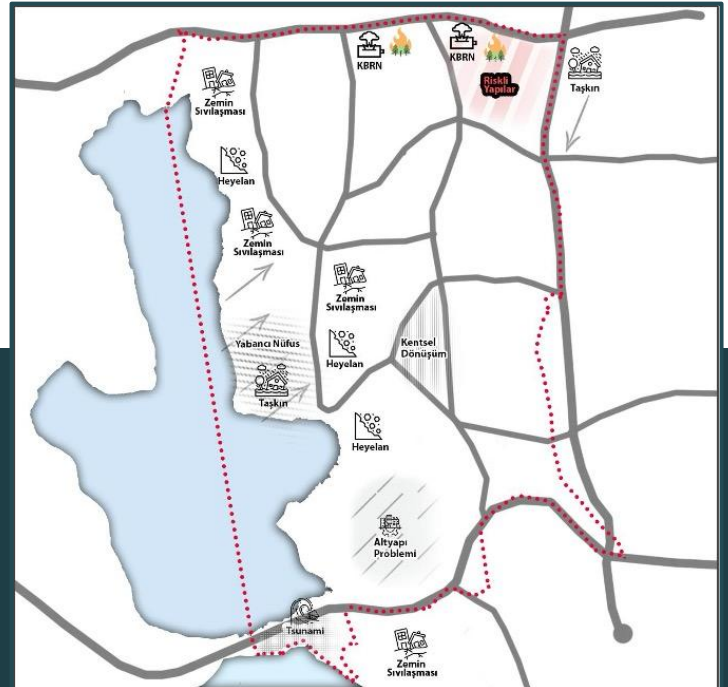 KBRN
KBRN
Riskli
Yapılar
Taşkın
Zemin
Sıvılaşması
Heyelan
Zemin
Sıvılaşması
Zemin
Sıvılaşması
Yabancı Nüfus
Heyelan
Kentsel
Dönüşüm
Taşkın
Heyelan
Altyapı
Problemi
Tsunami
Zemin
Sıvılaşması